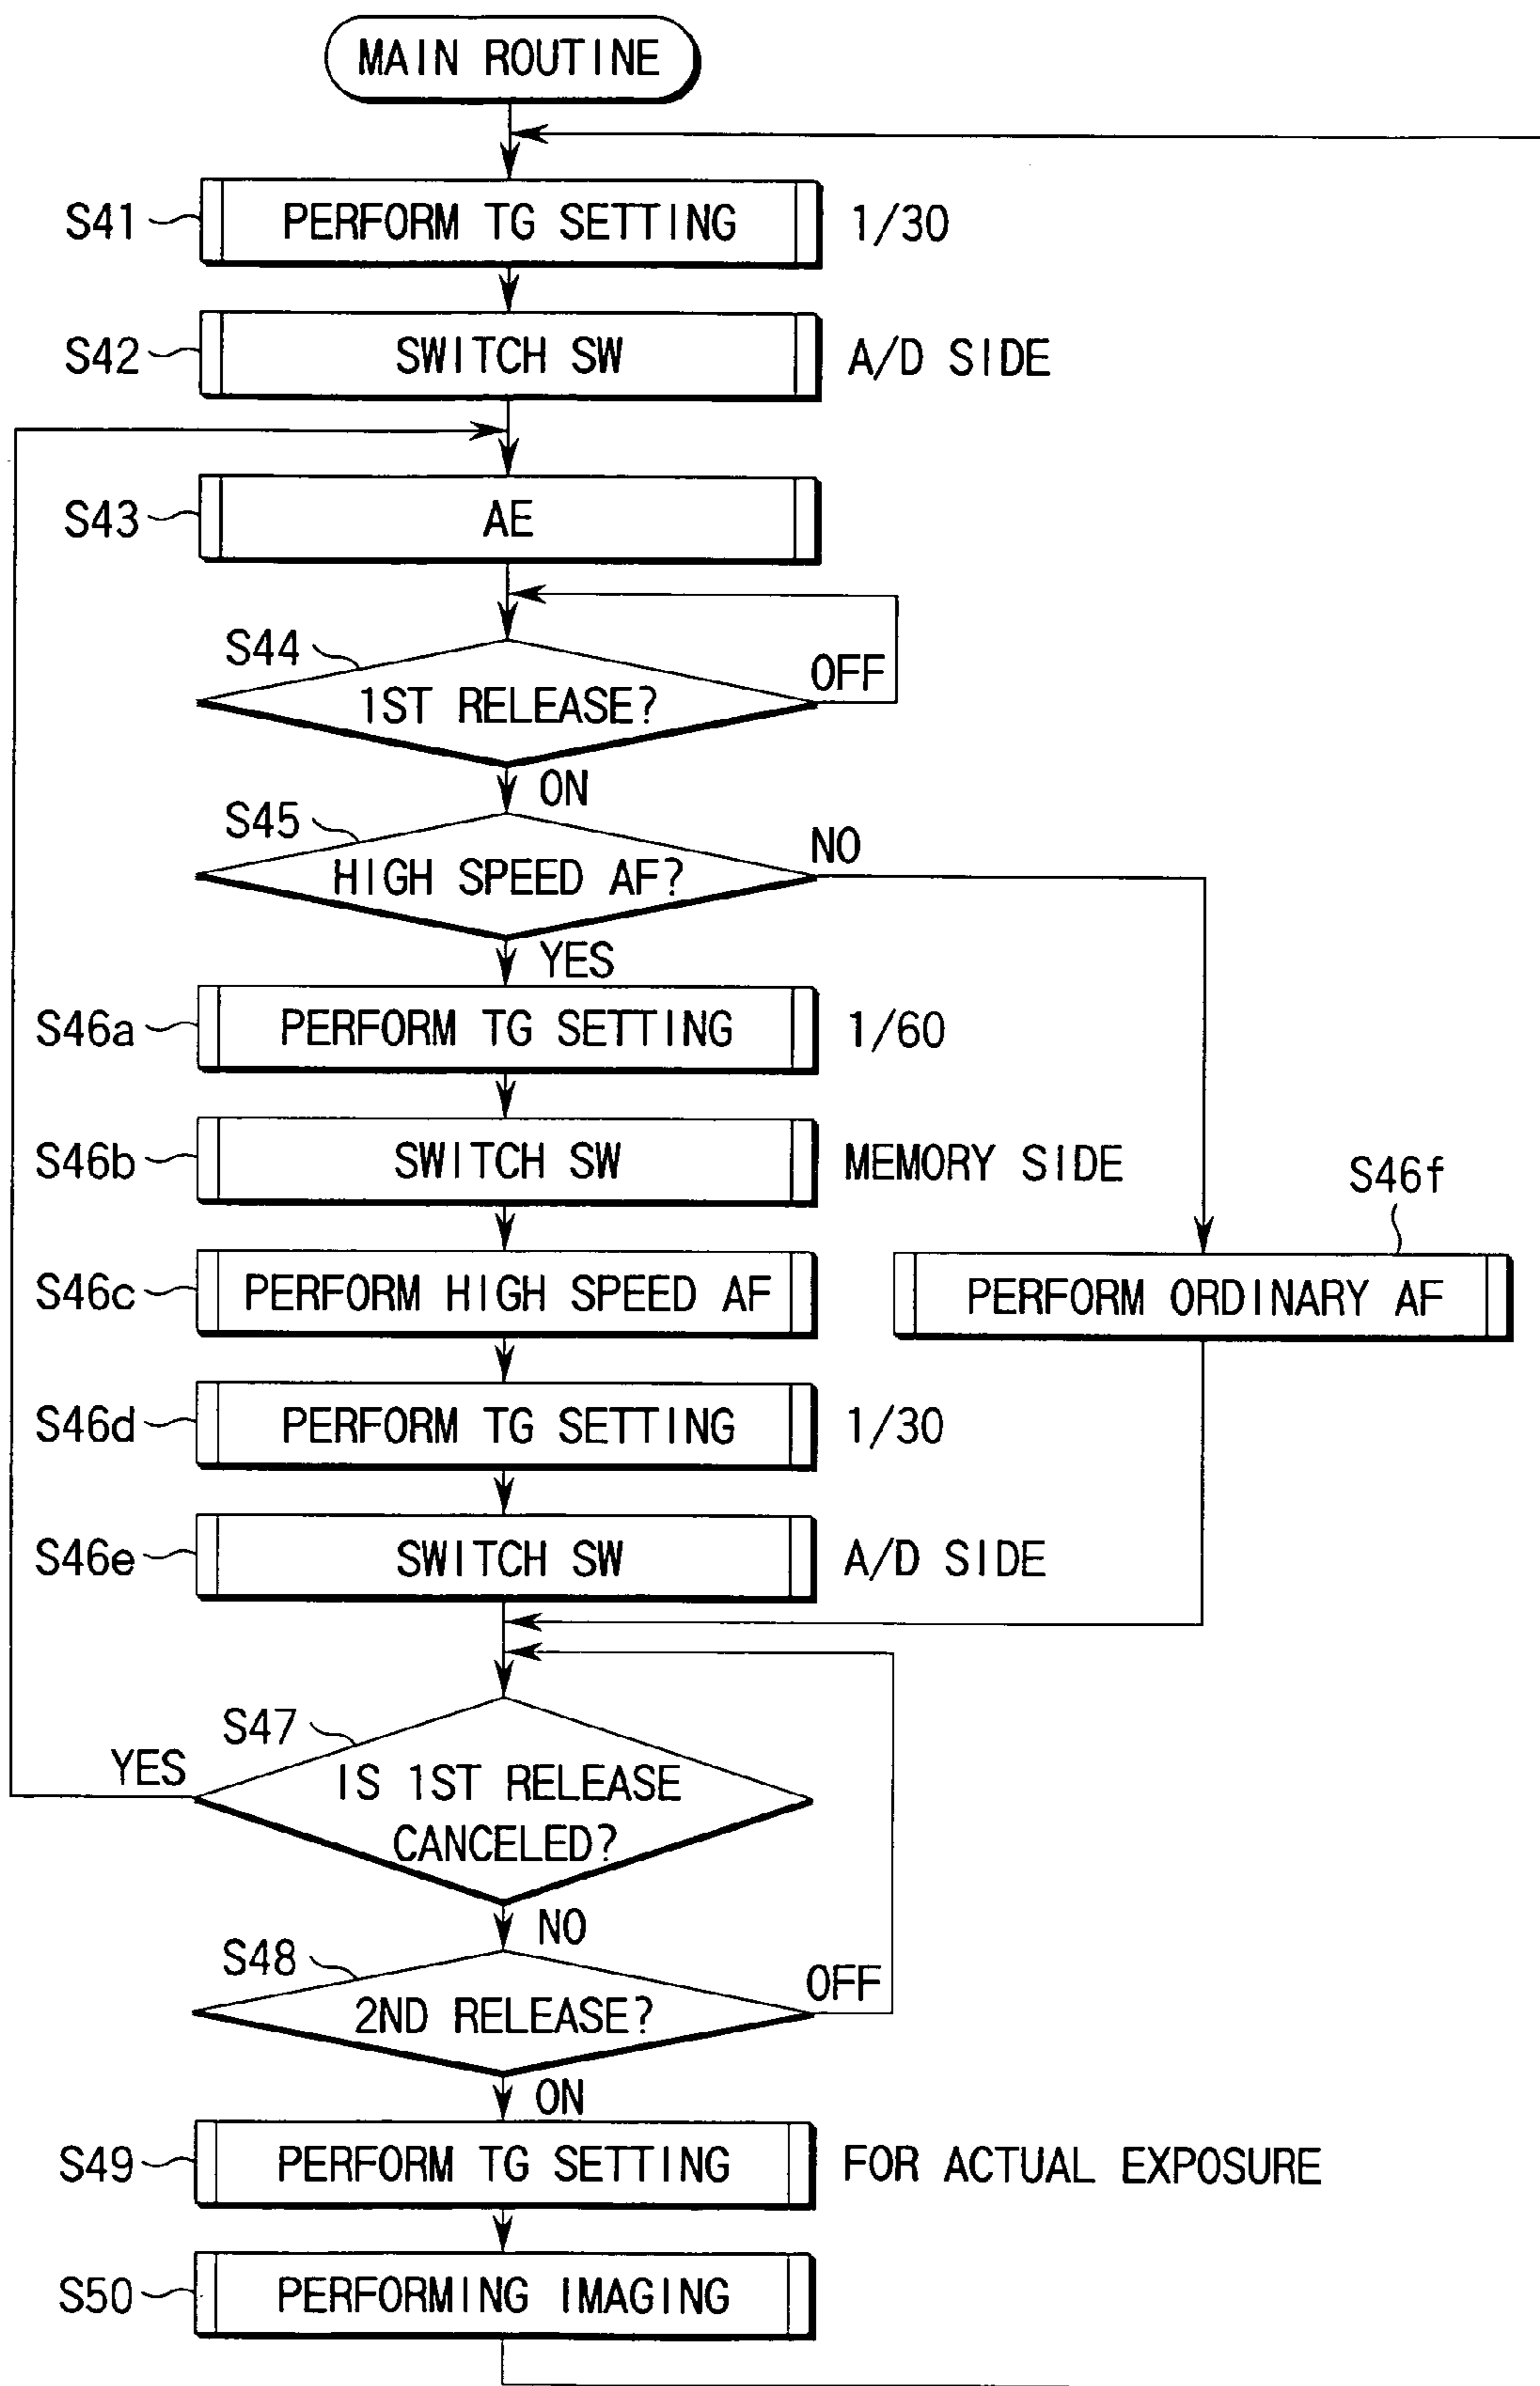 MAIN ROUTINE
S41 PERFORM TG SETTING 1/30
S42 SWITCH SW A/D SIDE
S43 AE
S44 1ST RELEASE? OFF
ON
S45 HIGH SPEED AF? NO
YES
S46a PERFORM TG SETTING 1/60
S46b SWITCH SW MEMORY SIDE
S46c PERFORM HIGH SPEED AF
S46f PERFORM ORDINARY AF
S46d PERFORM TG SETTING 1/30
S46e SWITCH SW A/D SIDE
S47
YES
IS 1ST RELEASE
CANCELED?
NO
S48 2ND RELEASE? OFF
ON
S49 PERFORM TG SETTING FOR ACTUAL EXPOSURE
S50 PERFORMING IMAGING